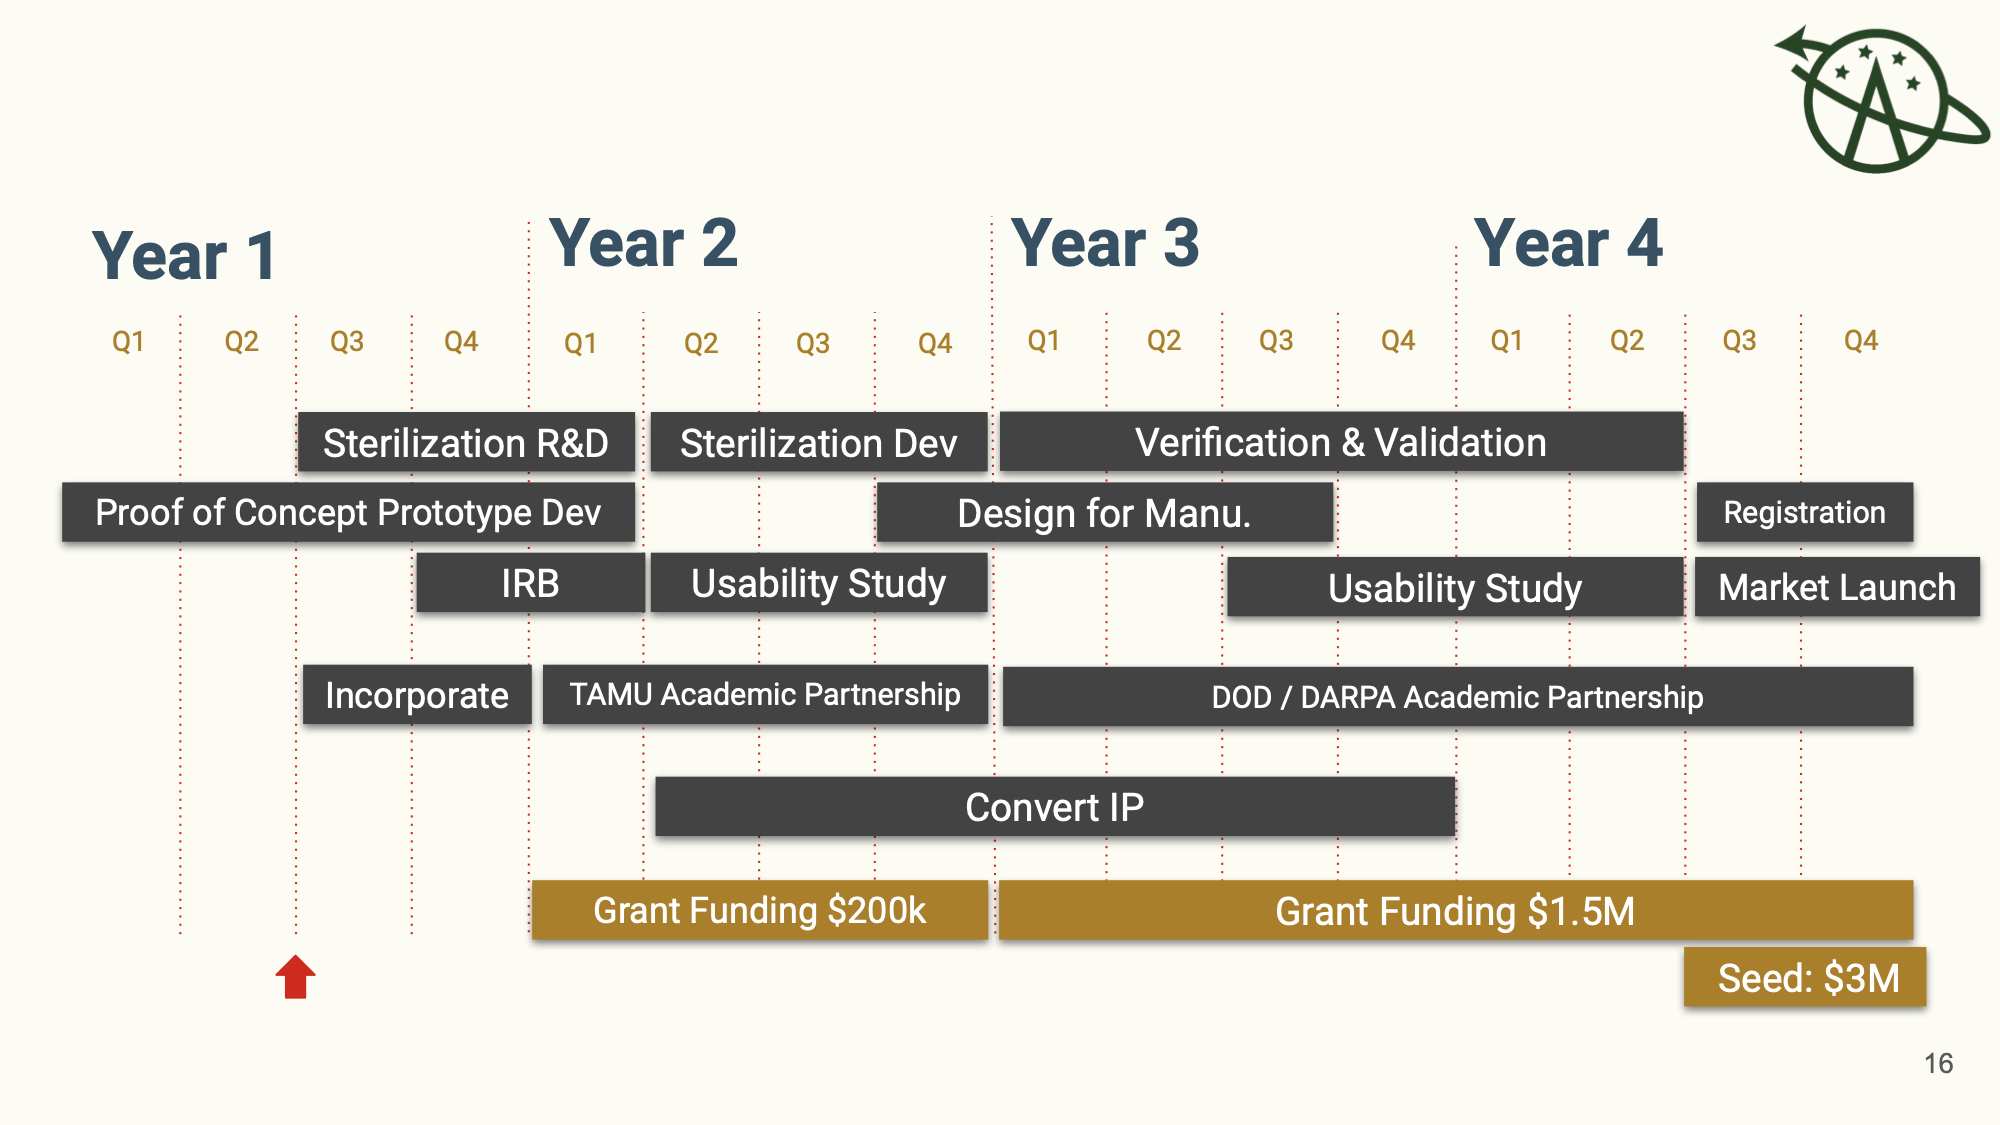 Year 1
Year 2
Year 3
Year 4
Q1
Q2
Q3
Q4
Q1
Q2
Q3
Q4
Q1
Q2
Q3
Q4
Q1
Q2
Q3
Q4
Sterilization R&D
Sterilization Dev
Verification & Validation
Proof of Concept Prototype Dev
Design for Manu.
Registration
IRB
Usability Study
Usability Study
Market Launch
Incorporate
TAMU Academic Partnership
DOD / DARPA Academic Partnership
Convert IP
Grant Funding $200k
Grant Funding $1.5M
Seed: $3M
16